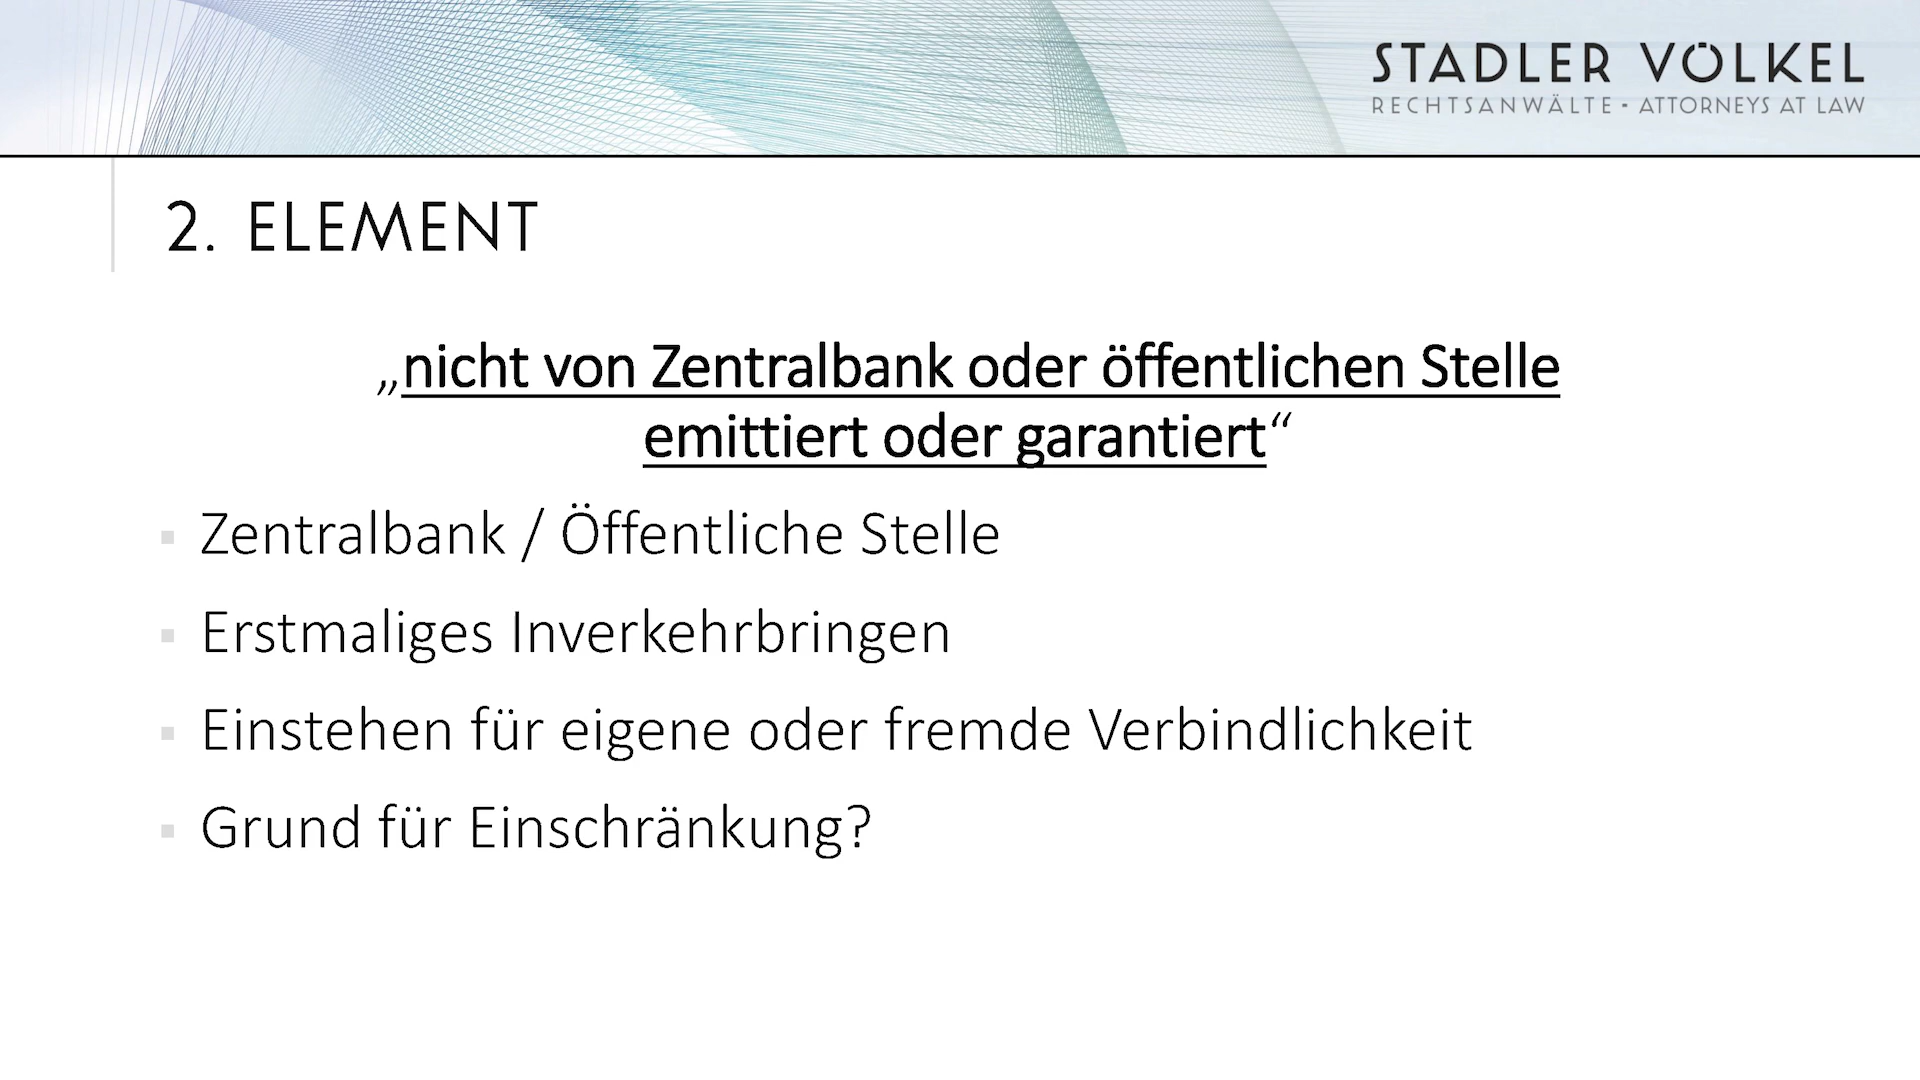 STADLER VÖLKEL
RECHTSANWÄLTE • ATTORNEYS AT LAW
2. ELEMENT
„nicht von Zentralbank oder öffentlichen Stelle
emittiert oder garantiert“
▪ Zentralbank / Öffentliche Stelle
▪ Erstmaliges Inverkehrbringen
▪ Einstehen für eigene oder fremde Verbindlichkeit
▪ Grund für Einschränkung?